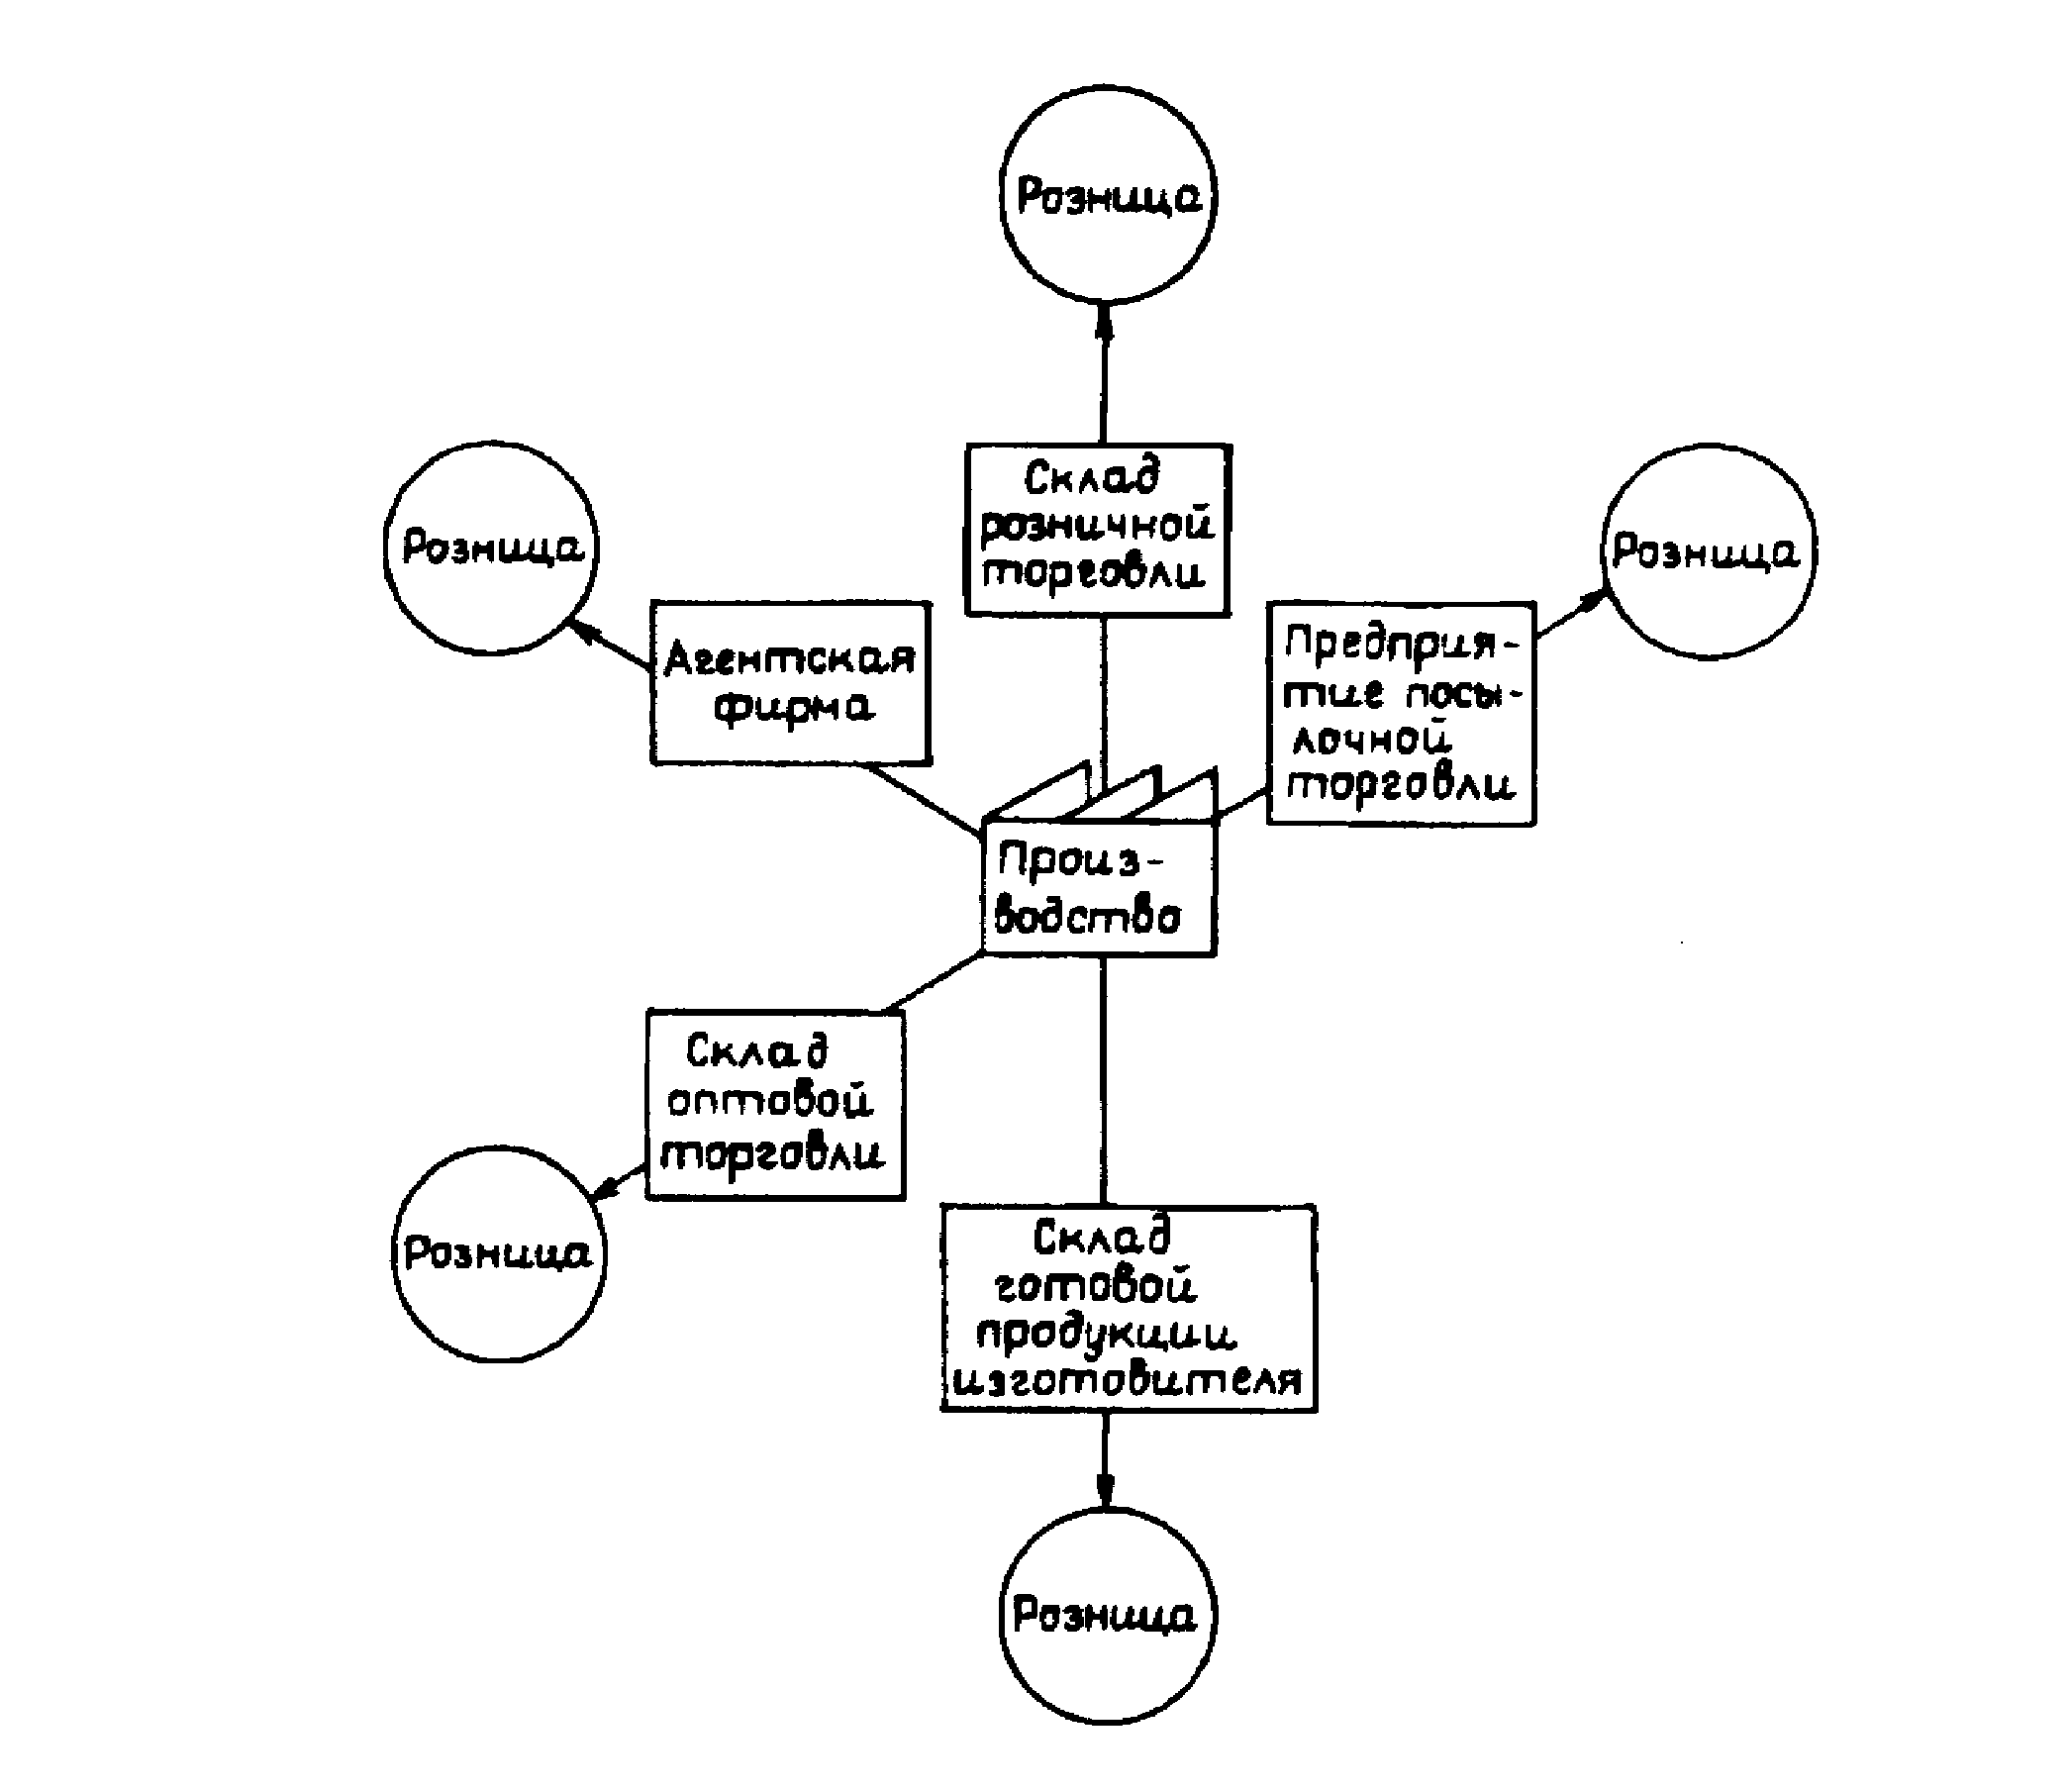 Розница
Склад
розничной
торговли
Розница
Розница
Агентская
фирма
Предприя-
тие посы-
лочной
торговли
Произ-
водство
Склад
оптовой
торговли
Розница
Склад
готовой
продукции
изготовителя
Розница